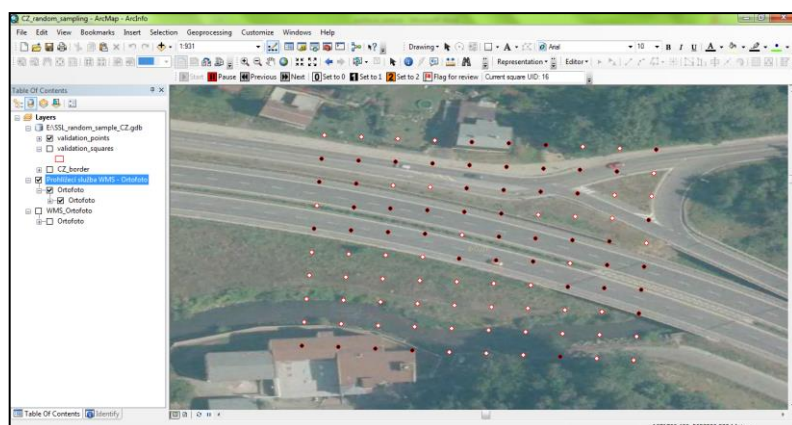 CZ_random_sampling - ArcMap - ArcInfo
File Edit View Bookmarks Insert Selection Geoprocessing Customize Windows Help
1:931 Drawing Arial 10 B I U A
Representation Editor
Start Pause Previous Next 0 Set to 0 1 Set to 1 2 Set to 2 Flag for review Current square UID: 16
Table Of Contents
Layers
E:\SSL_random_sample_CZ.gdb
validation_points
validation_squares
CZ_border
Prohlížecí služba WMS - Ortofoto
Ortofoto
Ortofoto
WMS_Ortofoto
Ortofoto
Table Of Contents Identify